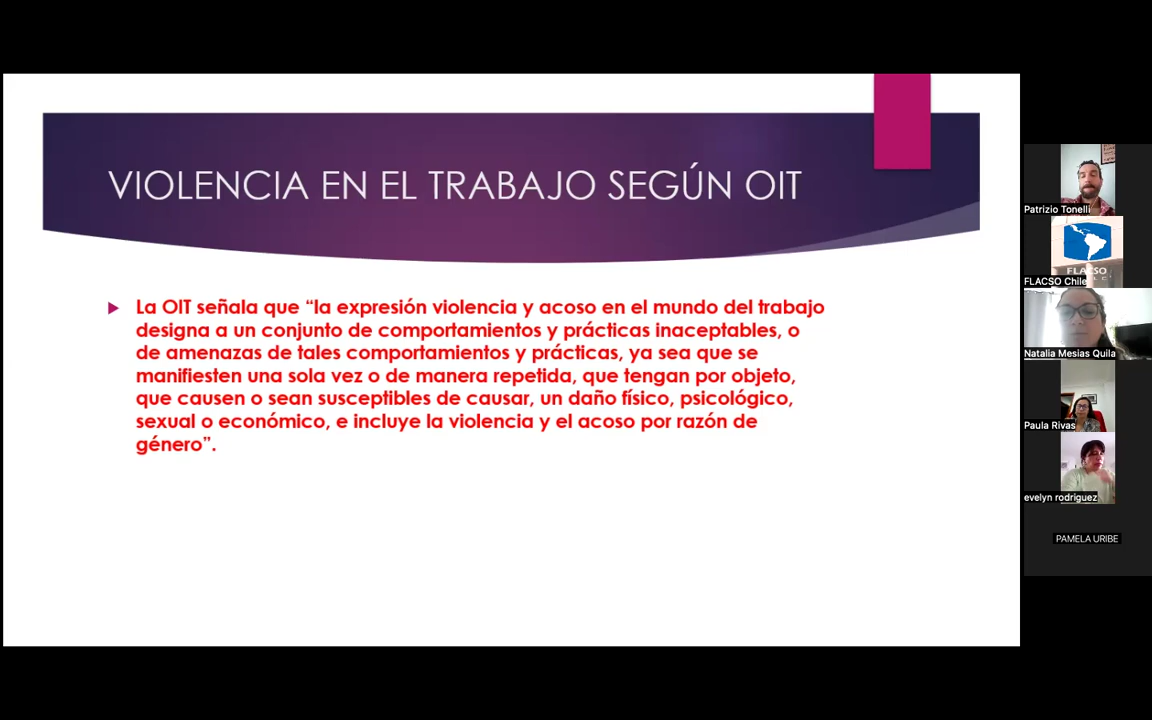 VIOLENCIA EN EL TRABAJO SEGÚN OIT
La OIT señala que “la expresión violencia y acoso en el mundo del trabajo
designa a un conjunto de comportamientos y prácticas inaceptables, o
de amenazas de tales comportamientos y prácticas, ya sea que se
manifiesten una sola vez o de manera repetida, que tengan por objeto,
que causen o sean susceptibles de causar, un daño físico, psicológico,
sexual o económico, e incluye la violencia y el acoso por razón de
género”.
Patrizio Tonelli
FLACSO
FLACSO Chile
Natalia Mesias Quila
Paula Rivas
evelyn rodriguez
PAMELA URIBE